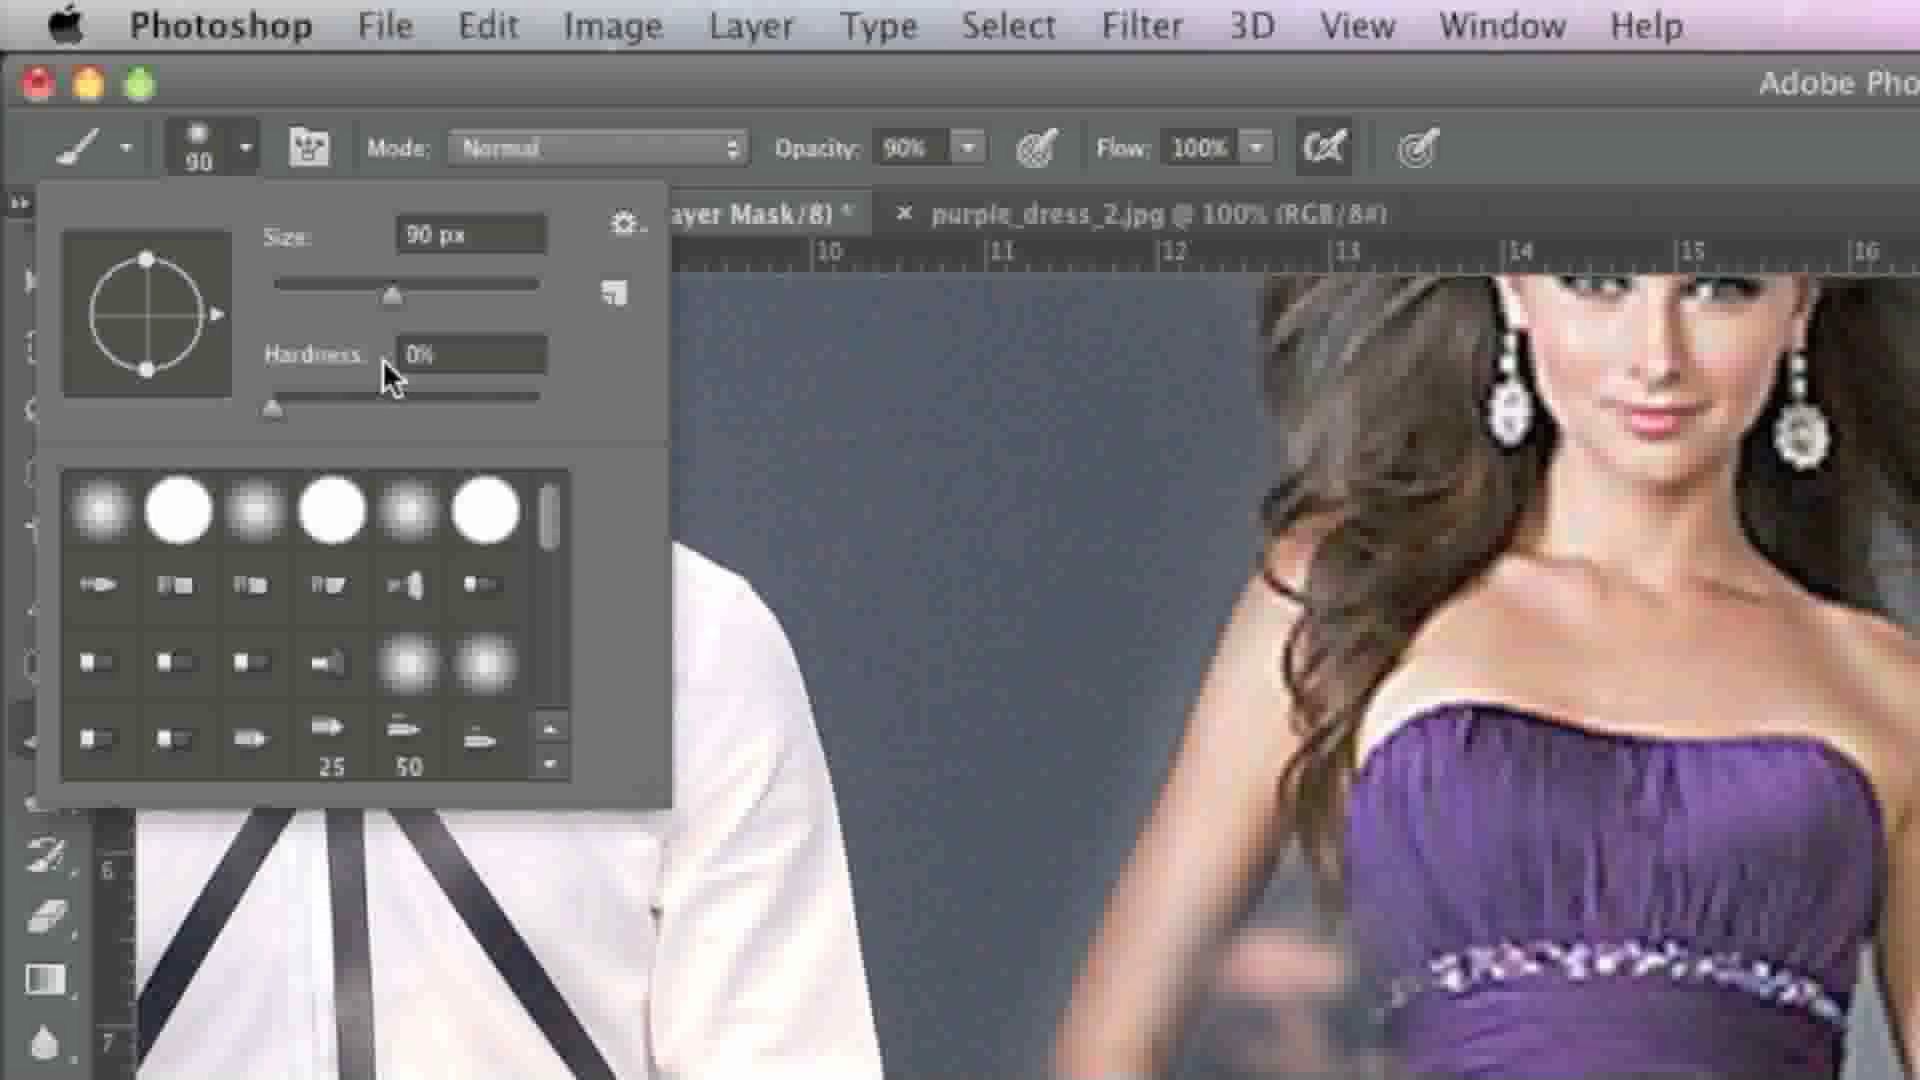 Photoshop File Edit Image Layer Type Select Filter 3D View Window Help
Adobe Pho
90 Mode: Normal Opacity: 90% Flow: 100%
ayer Mask/8) * × purple_dress_2.jpg @ 100% (RGB/8#)
10 11 12 13 14 15 16
Size: 90 px
Hardness: 0%
25 50
6
7